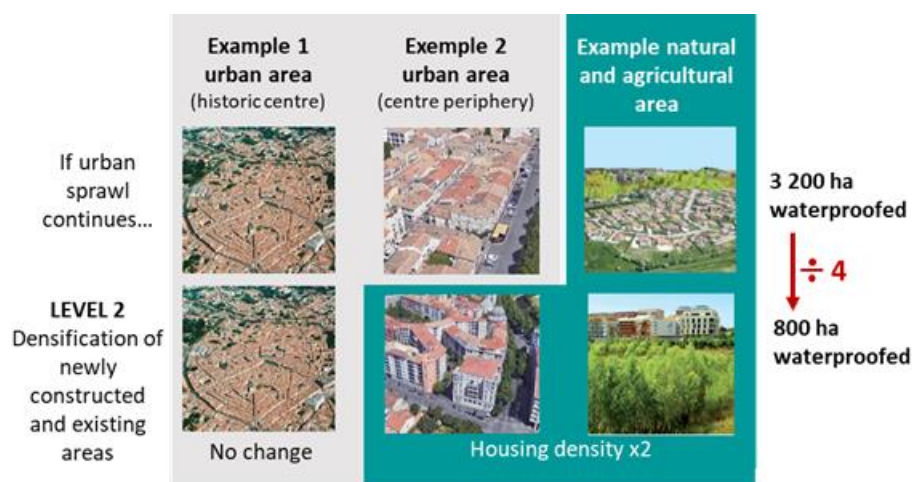 Example 1
urban area
(historic centre)
Exemple 2
urban area
(centre periphery)
Example natural
and agricultural
area
If urban
sprawl
continues...
3 200 ha
waterproofed
÷ 4
800 ha
waterproofed
LEVEL 2
Densification of
newly
constructed
and existing
areas
No change
Housing density x2